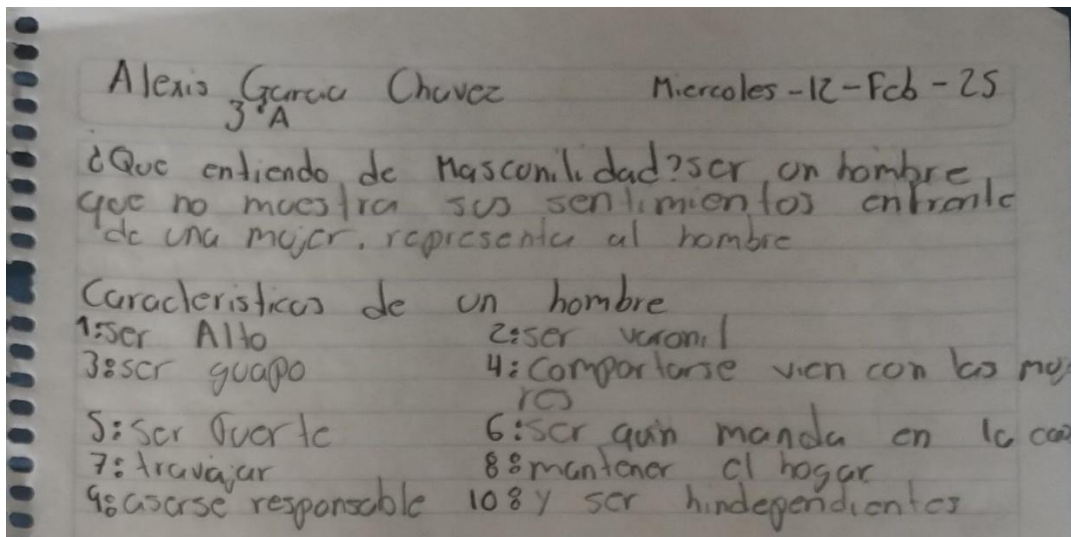 Alexis Garcia Chavez Miercoles-12-Feb-25
3°A
¿Que entiendo de Masconilidad? ser un hombre
que no muestra sus sentimientos enfrente
de una mujer. representa al hombre
Caracteristicas de un hombre
1:ser Alto 2:ser varonil
3:ser guapo 4:Comportarse vien con las muj
res
5:ser fuerte 6:ser quin manda en la cas
7:travajar 8:mantener el hogar
9:aserse responsable 10:y ser hindependientes